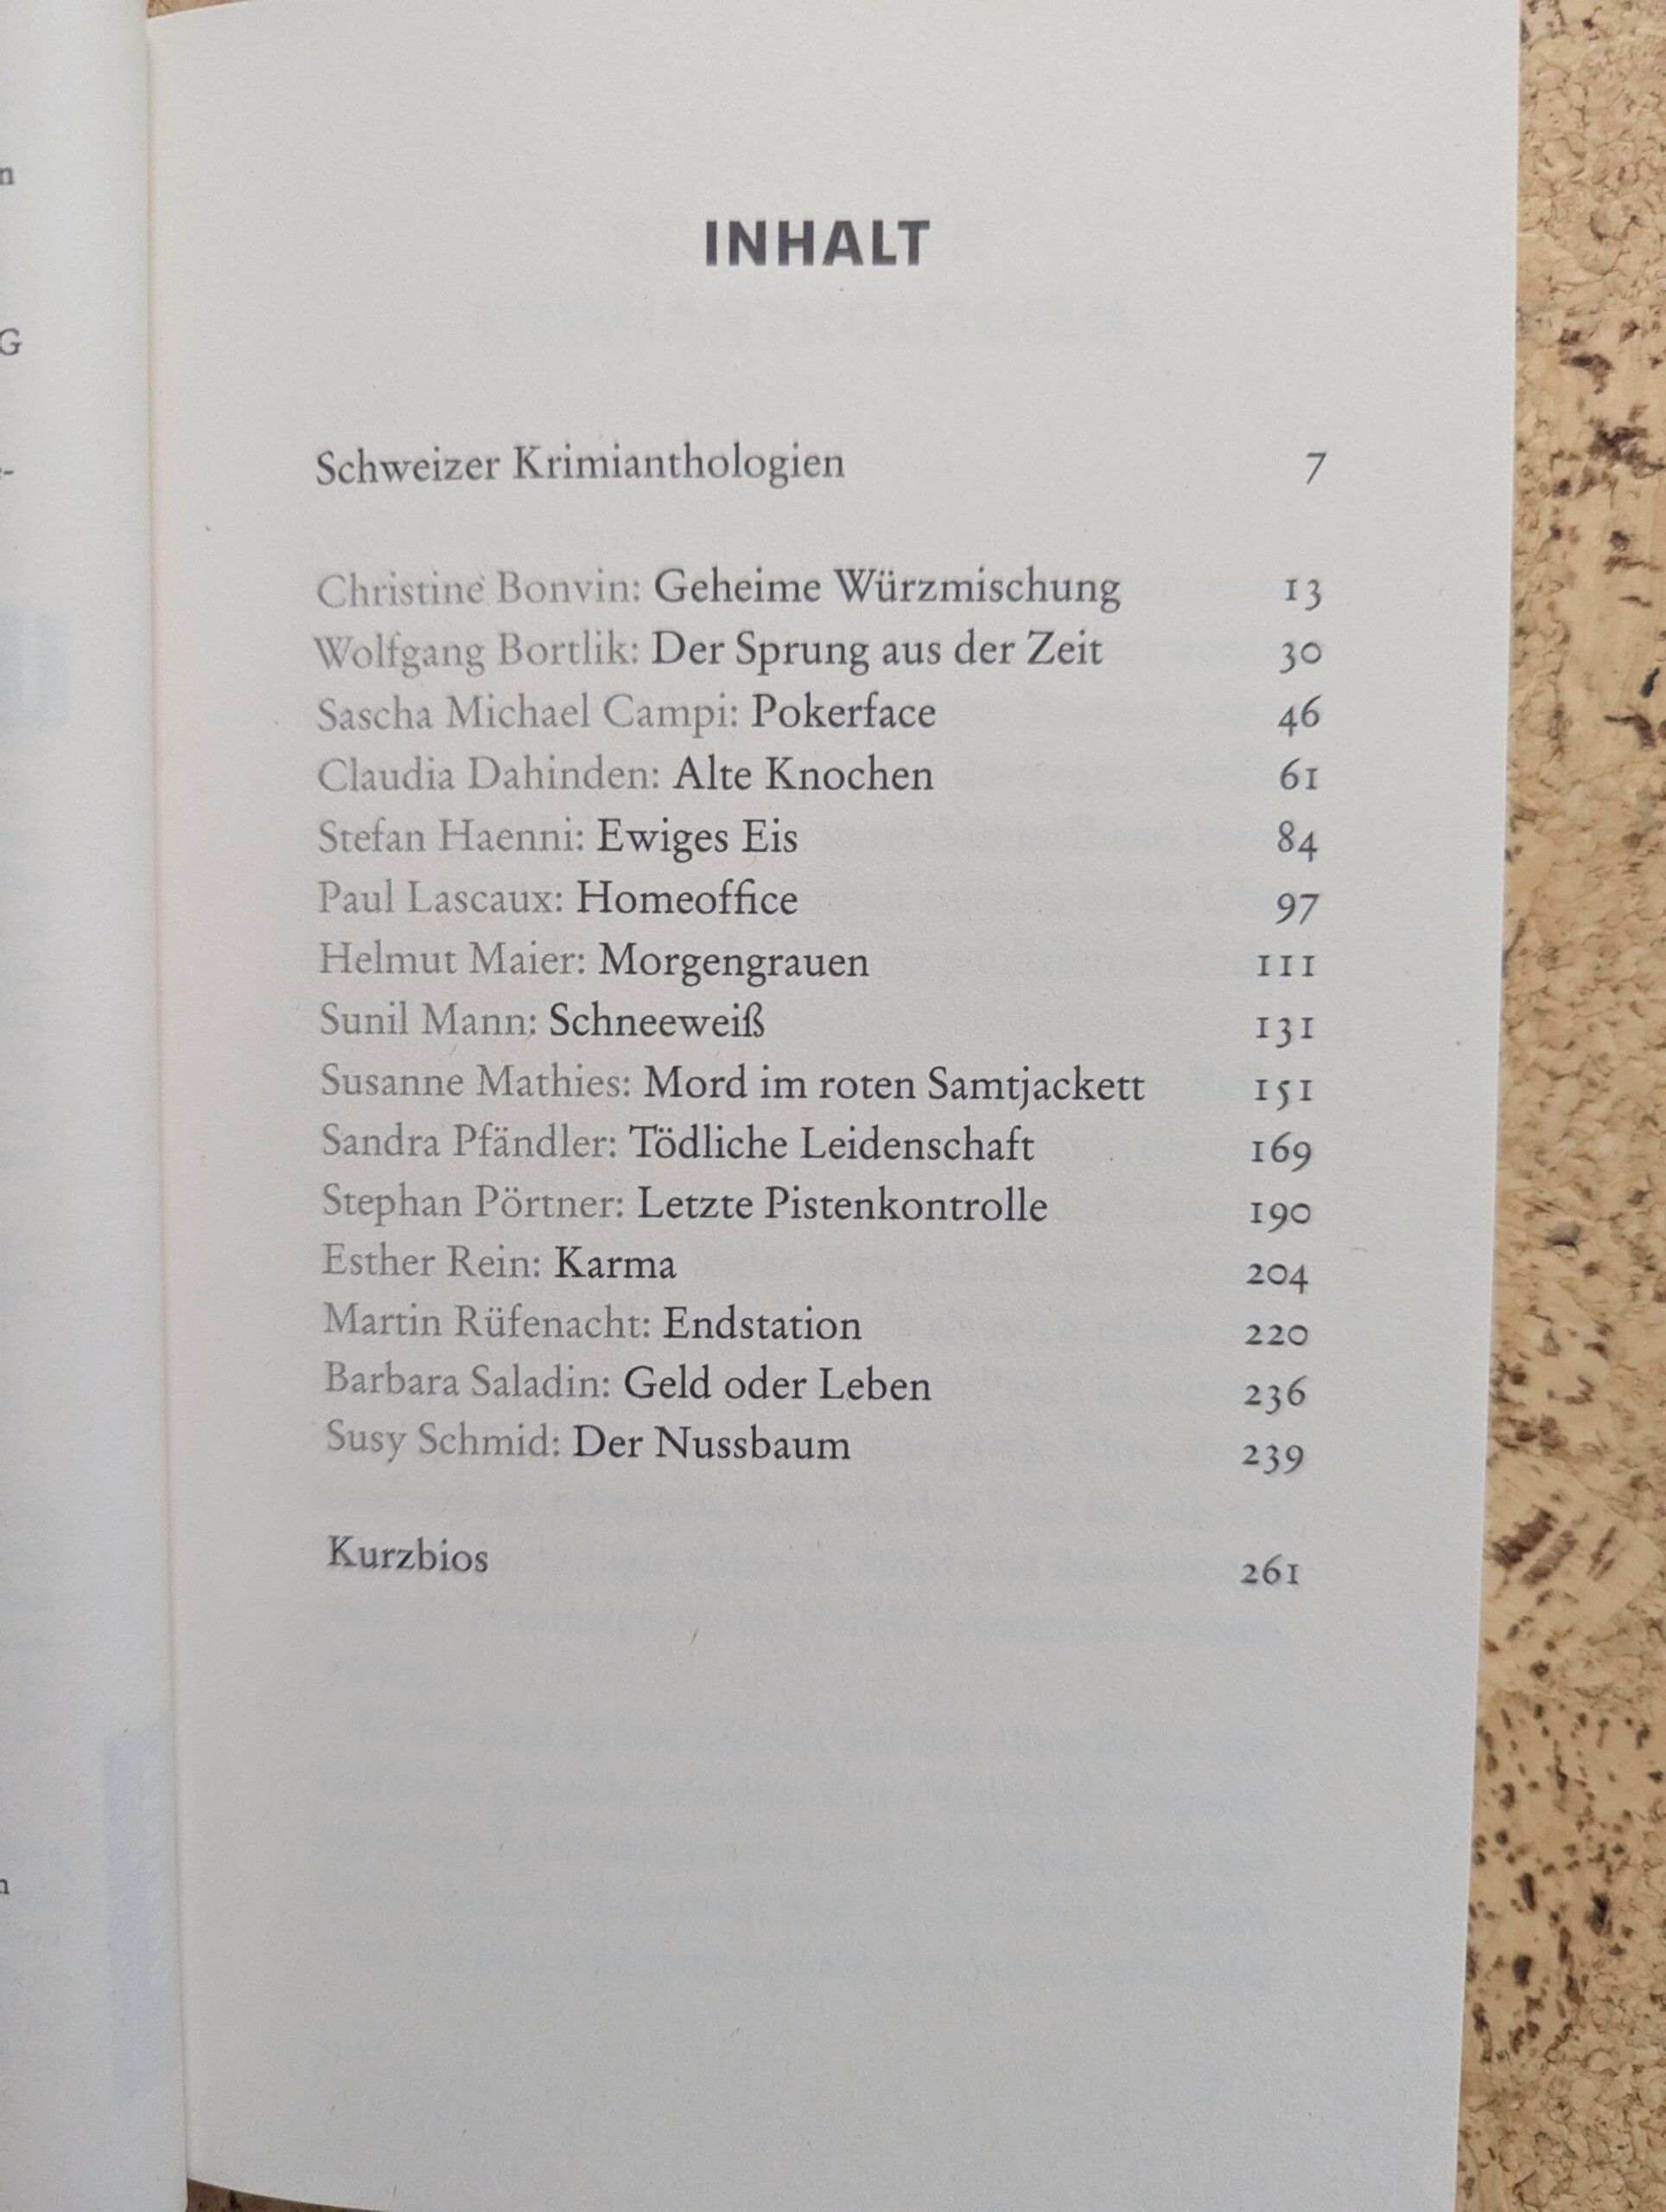 INHALT
Schweizer Krimianthologien 7
Christine Bonvin: Geheime Würzmischung 13
Wolfgang Bortlik: Der Sprung aus der Zeit 30
Sascha Michael Campi: Pokerface 46
Claudia Dahinden: Alte Knochen 61
Stefan Haenni: Ewiges Eis 84
Paul Lascaux: Homeoffice 97
Helmut Maier: Morgengrauen 111
Sunil Mann: Schneeweiß 131
Susanne Mathies: Mord im roten Samtjackett 151
Sandra Pfändler: Tödliche Leidenschaft 169
Stephan Pörtner: Letzte Pistenkontrolle 190
Esther Rein: Karma 204
Martin Rüfenacht: Endstation 220
Barbara Saladin: Geld oder Leben 236
Susy Schmid: Der Nussbaum 239
Kurzbios 261